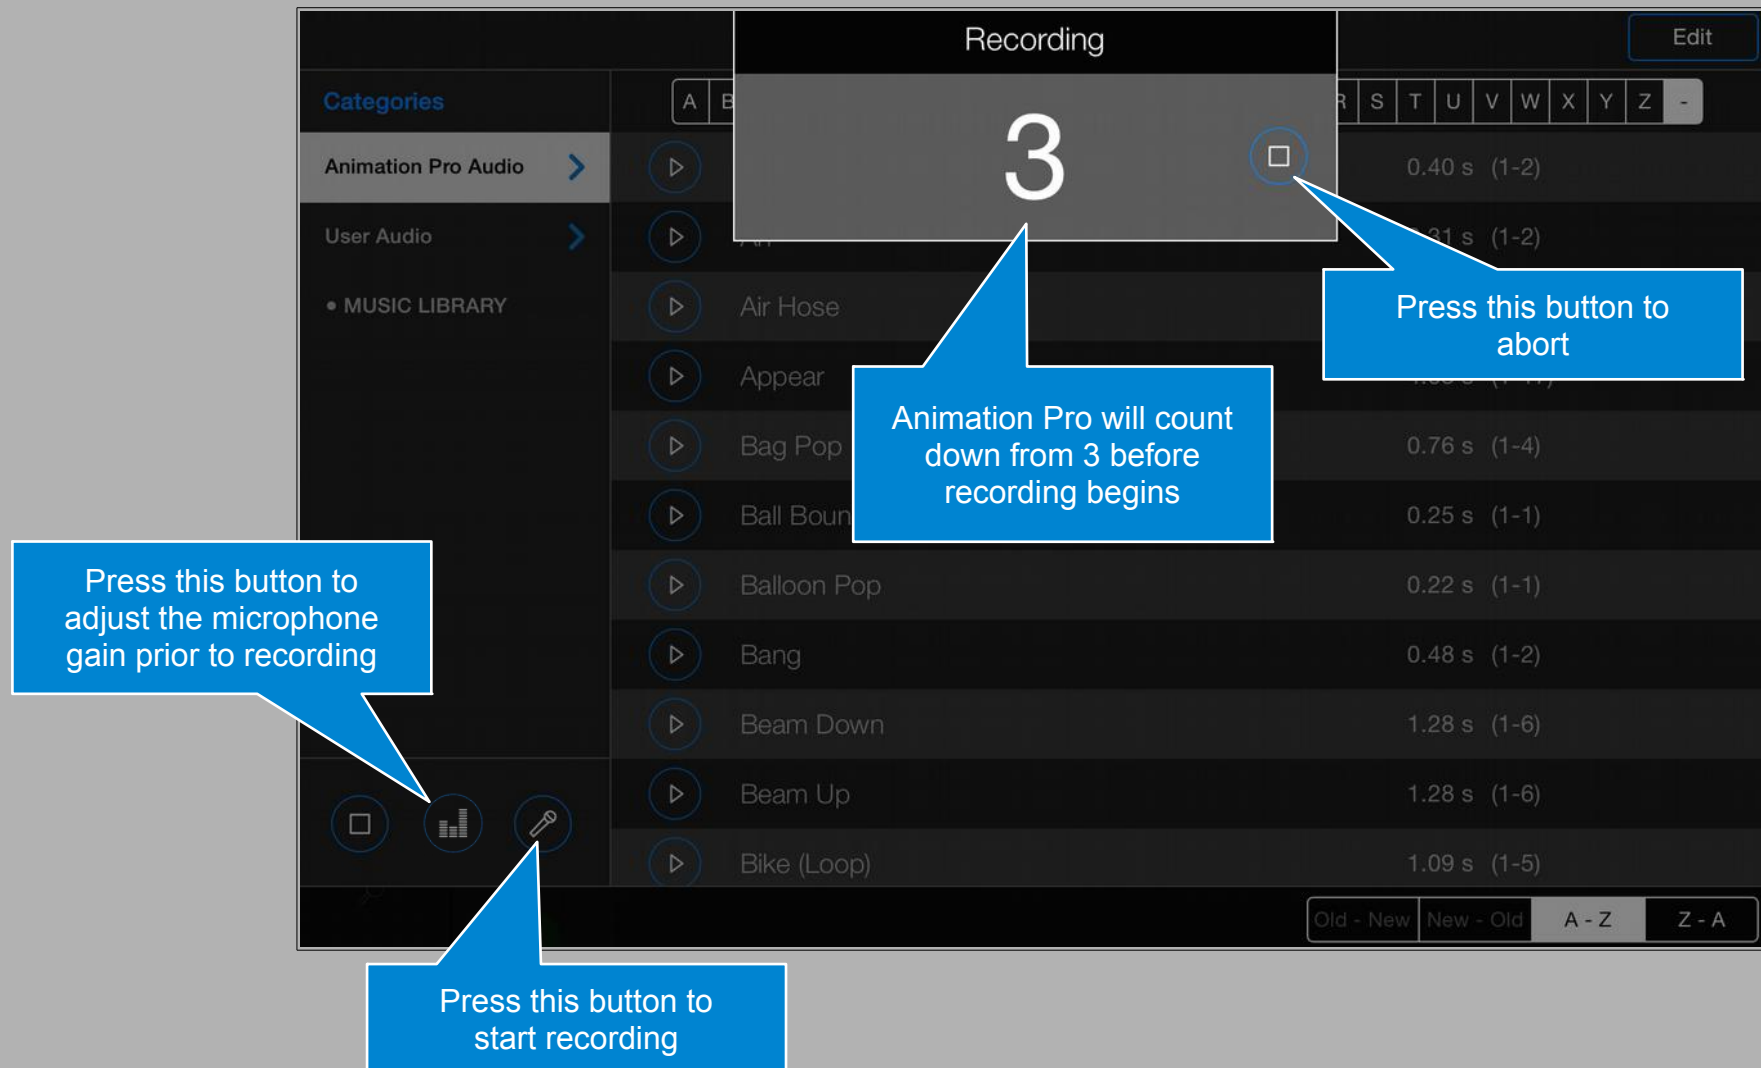 Recording
Edit
Categories
A
S T U V W X Y Z -
Animation Pro Audio
0.40 s (1-2)
User Audio
31 s (1-2)
• MUSIC LIBRARY
Air Hose
Press this button to
abort
Appear
Animation Pro will count
down from 3 before
recording begins
3
Bag Pop
0.76 s (1-4)
Ball Boun
0.25 s (1-1)
Press this button to
adjust the microphone
gain prior to recording
Balloon Pop
0.22 s (1-1)
Bang
0.48 s (1-2)
Beam Down
1.28 s (1-6)
Beam Up
1.28 s (1-6)
Bike (Loop)
1.09 s (1-5)
Old - New New - Old A - Z Z - A
Press this button to
start recording